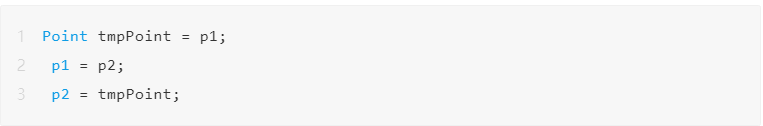 1 Point tmpPoint = p1;
2 p1 = p2;
3 p2 = tmpPoint;